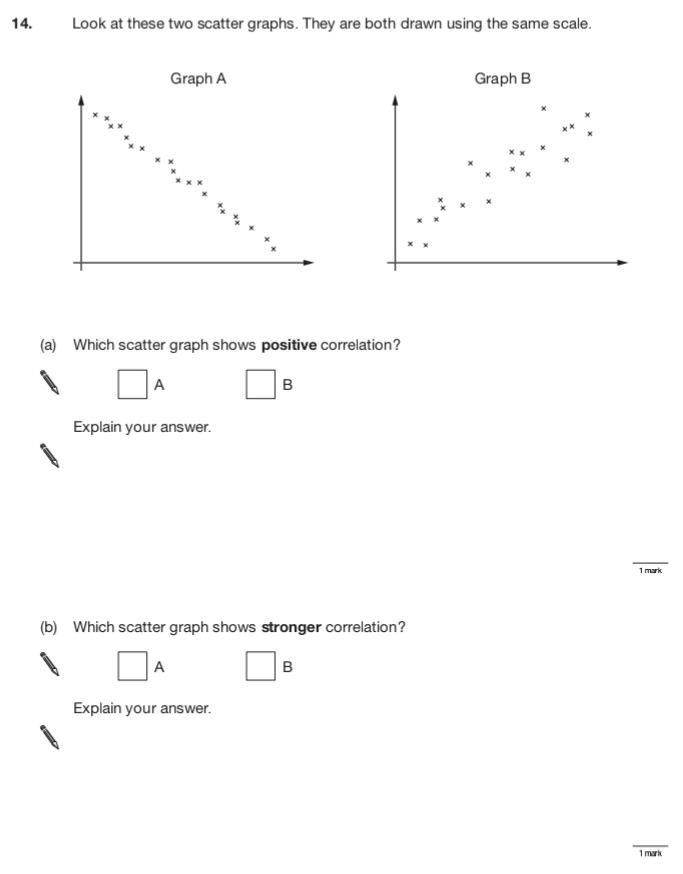 14. Look at these two scatter graphs. They are both drawn using the same scale.
Graph A Graph B
(a) Which scatter graph shows positive correlation?
A B
Explain your answer.
1 mark
(b) Which scatter graph shows stronger correlation?
A B
Explain your answer.
1 mark